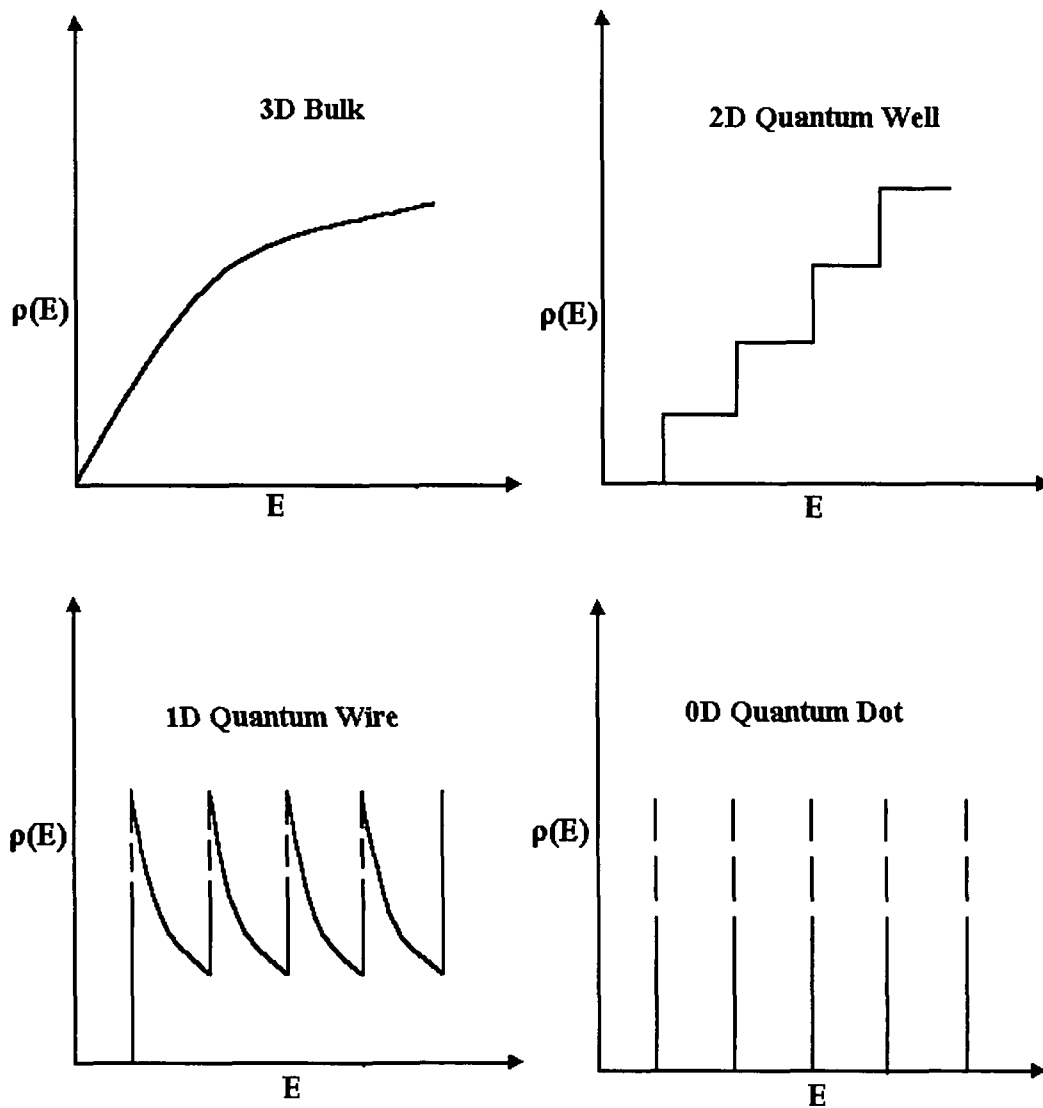 3D Bulk
ρ(E)
E
2D Quantum Well
ρ(E)
E
1D Quantum Wire
ρ(E)
E
0D Quantum Dot
ρ(E)
E